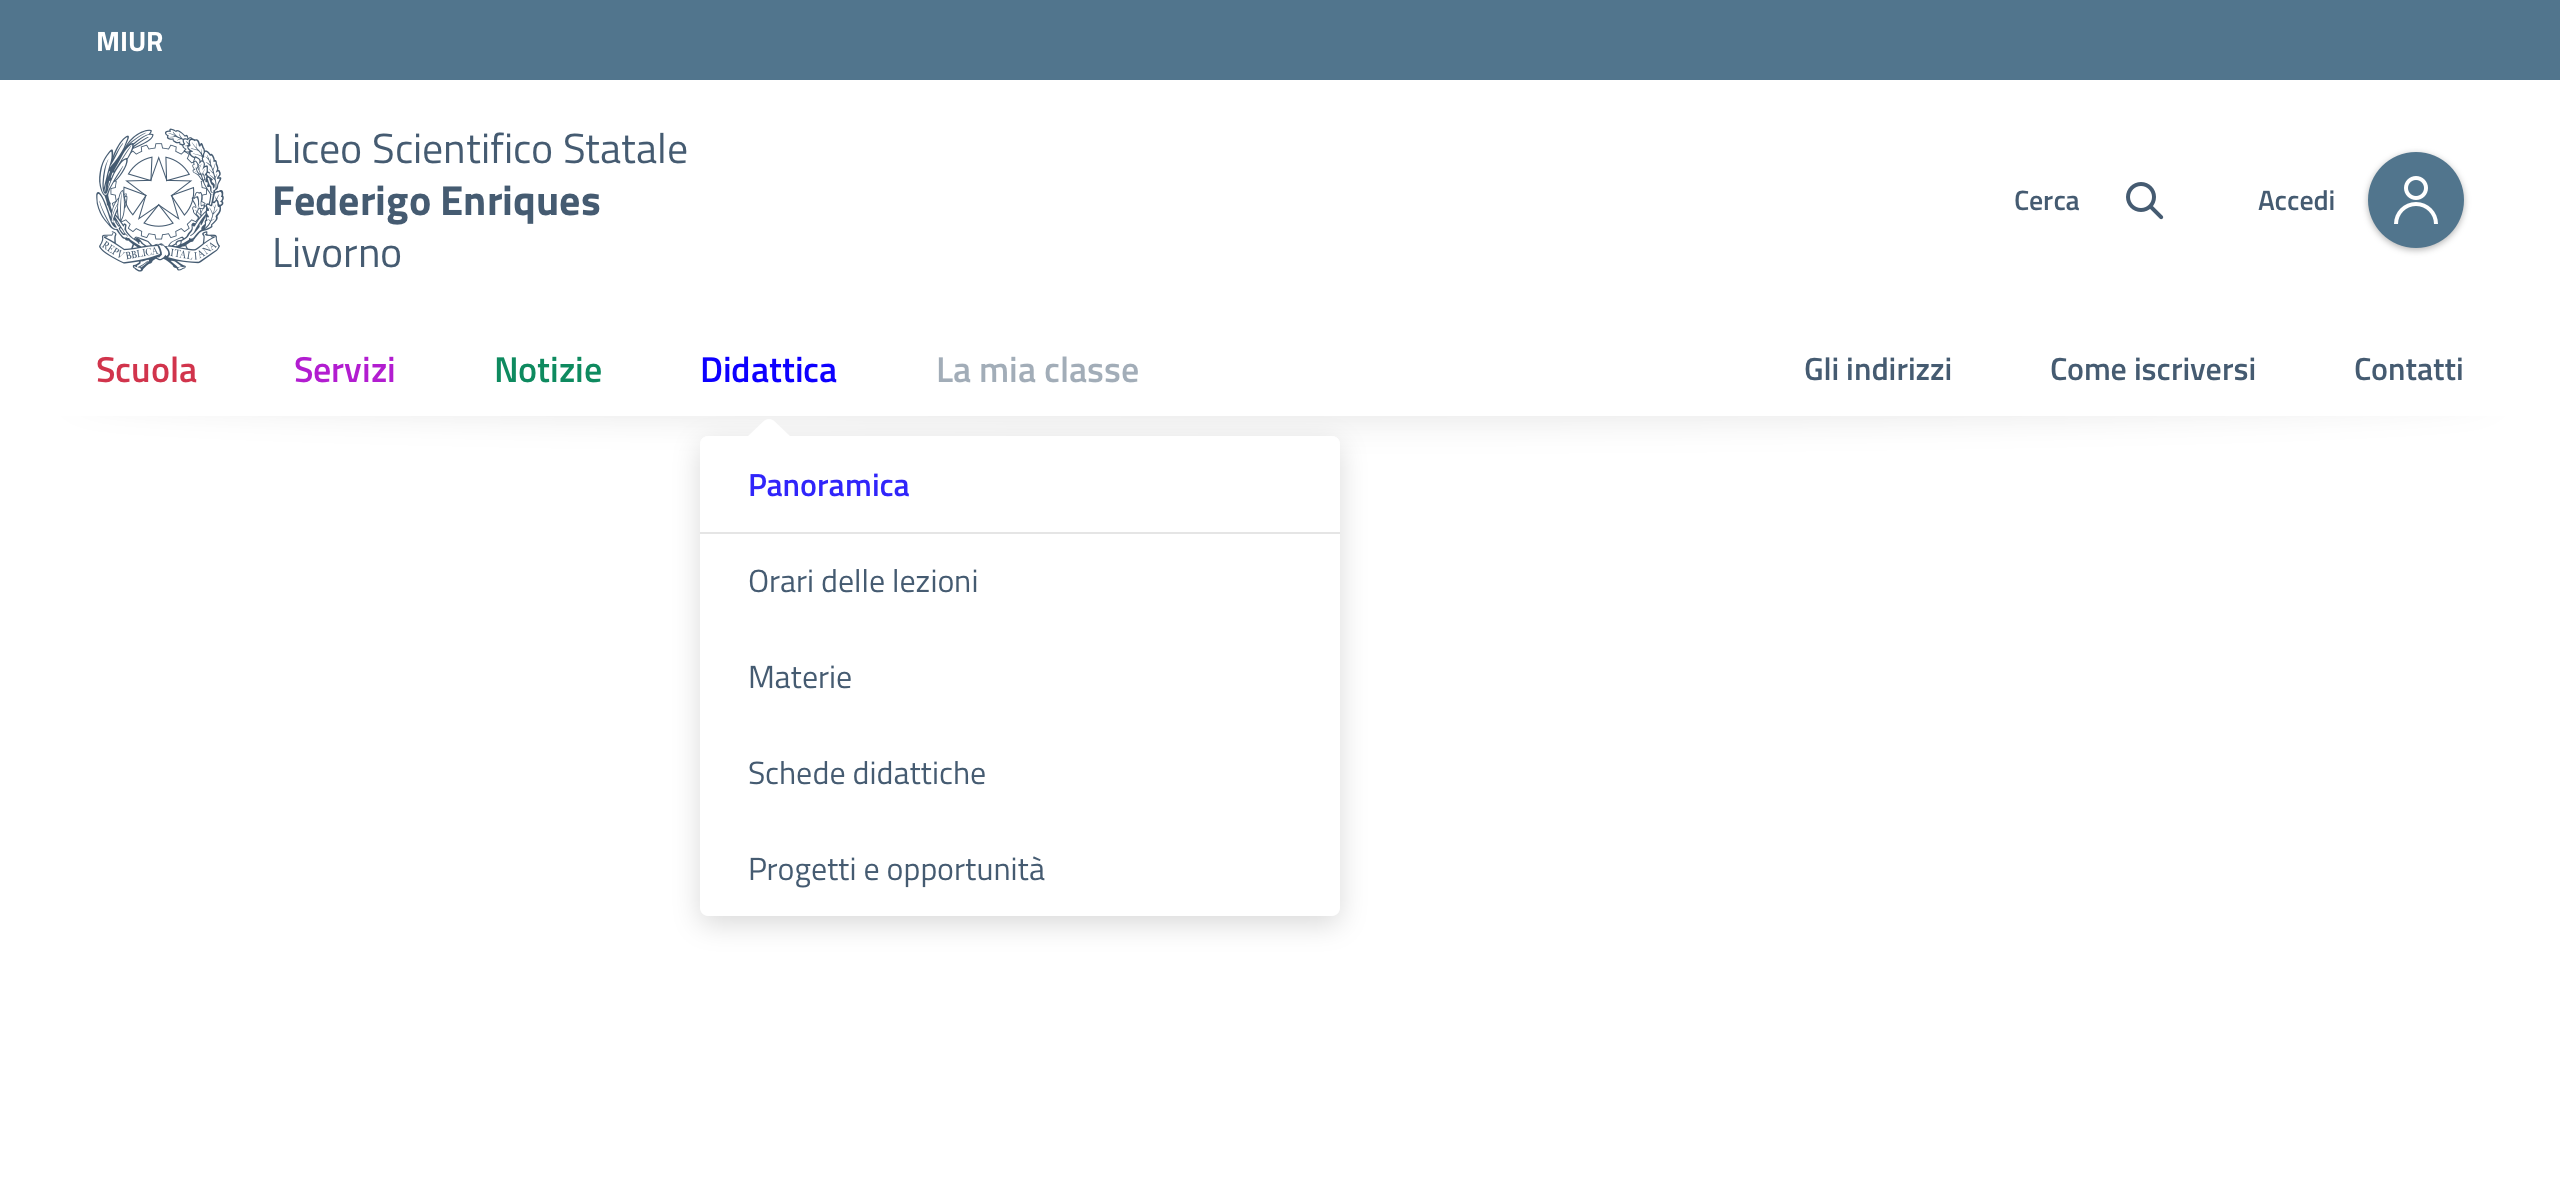 MIUR
Liceo Scientifico Statale
Federigo Enriques
Livorno
REPVBBLICA ITALIANA
Cerca
Accedi
Scuola
Servizi
Notizie
Didattica
La mia classe
Gli indirizzi
Come iscriversi
Contatti
Panoramica
Orari delle lezioni
Materie
Schede didattiche
Progetti e opportunità